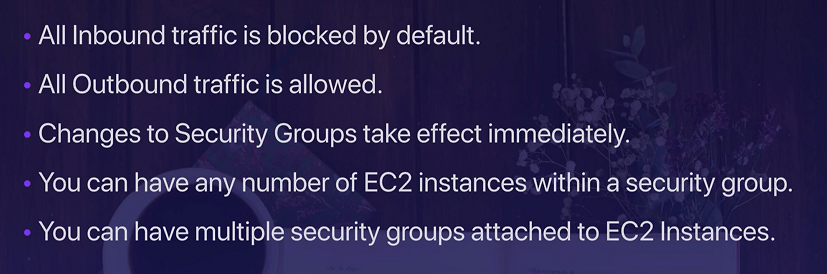 • All Inbound traffic is blocked by default.
• All Outbound traffic is allowed.
• Changes to Security Groups take effect immediately.
• You can have any number of EC2 instances within a security group.
• You can have multiple security groups attached to EC2 Instances.